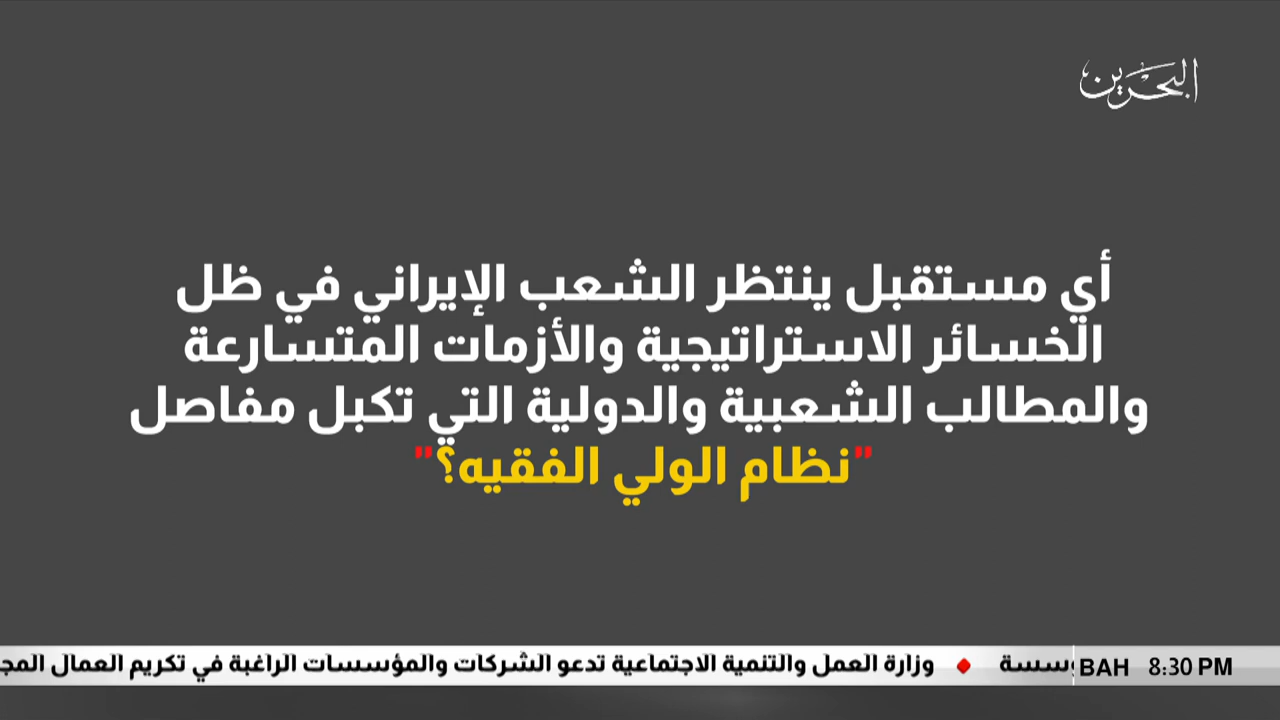 البحرين
أي مستقبل ينتظر الشعب الإيراني في ظل
الخسائر الاستراتيجية والأزمات المتسارعة
والمطالب الشعبية والدولية التي تكبل مفاصل
"نظام الولي الفقيه؟"
وزارة العمل والتنمية الاجتماعية تدعو الشركات والمؤسسات الراغبة في تكريم العمال
BAH 8:30 PM